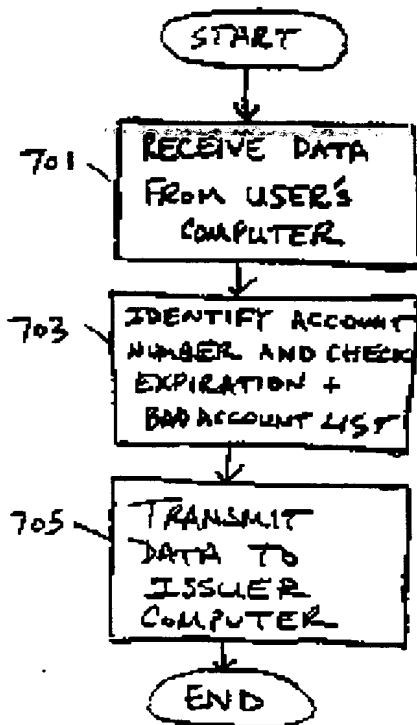 START
701
RECEIVE DATA
FROM USER'S
COMPUTER
703
IDENTIFY ACCOUNT
NUMBER AND CHECK
EXPIRATION +
BAD ACCOUNT LIST
705
TRANSMIT
DATA TO
ISSUER
COMPUTER
END